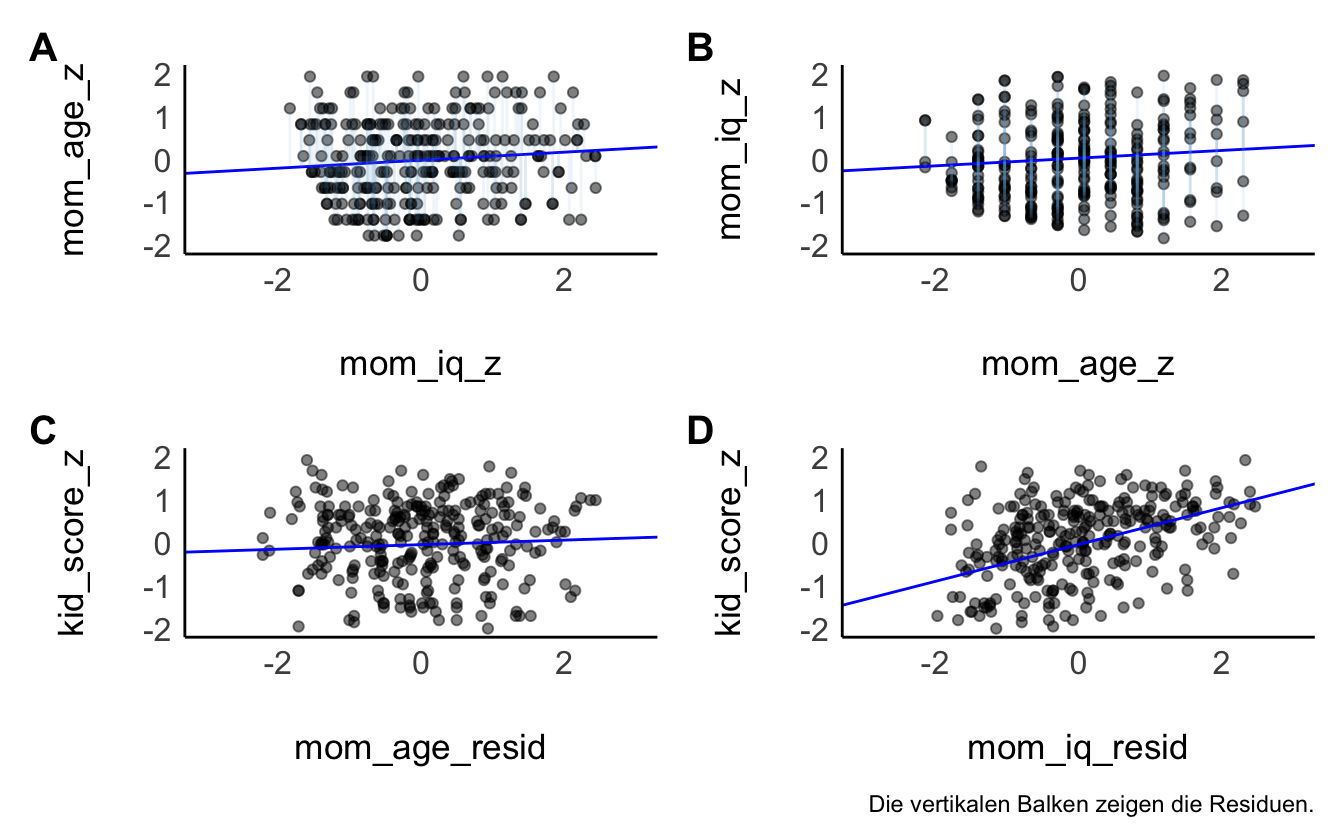 A
mom_age_z
2
1
0
-1
-2
-2 0 2
mom_iq_z
B
mom_iq_z
2
1
0
-1
-2
-2 0 2
mom_age_z
C
kid_score_z
2
1
0
-1
-2
-2 0 2
mom_age_resid
D
kid_score_z
2
1
0
-1
-2
-2 0 2
mom_iq_resid
Die vertikalen Balken zeigen die Residuen.